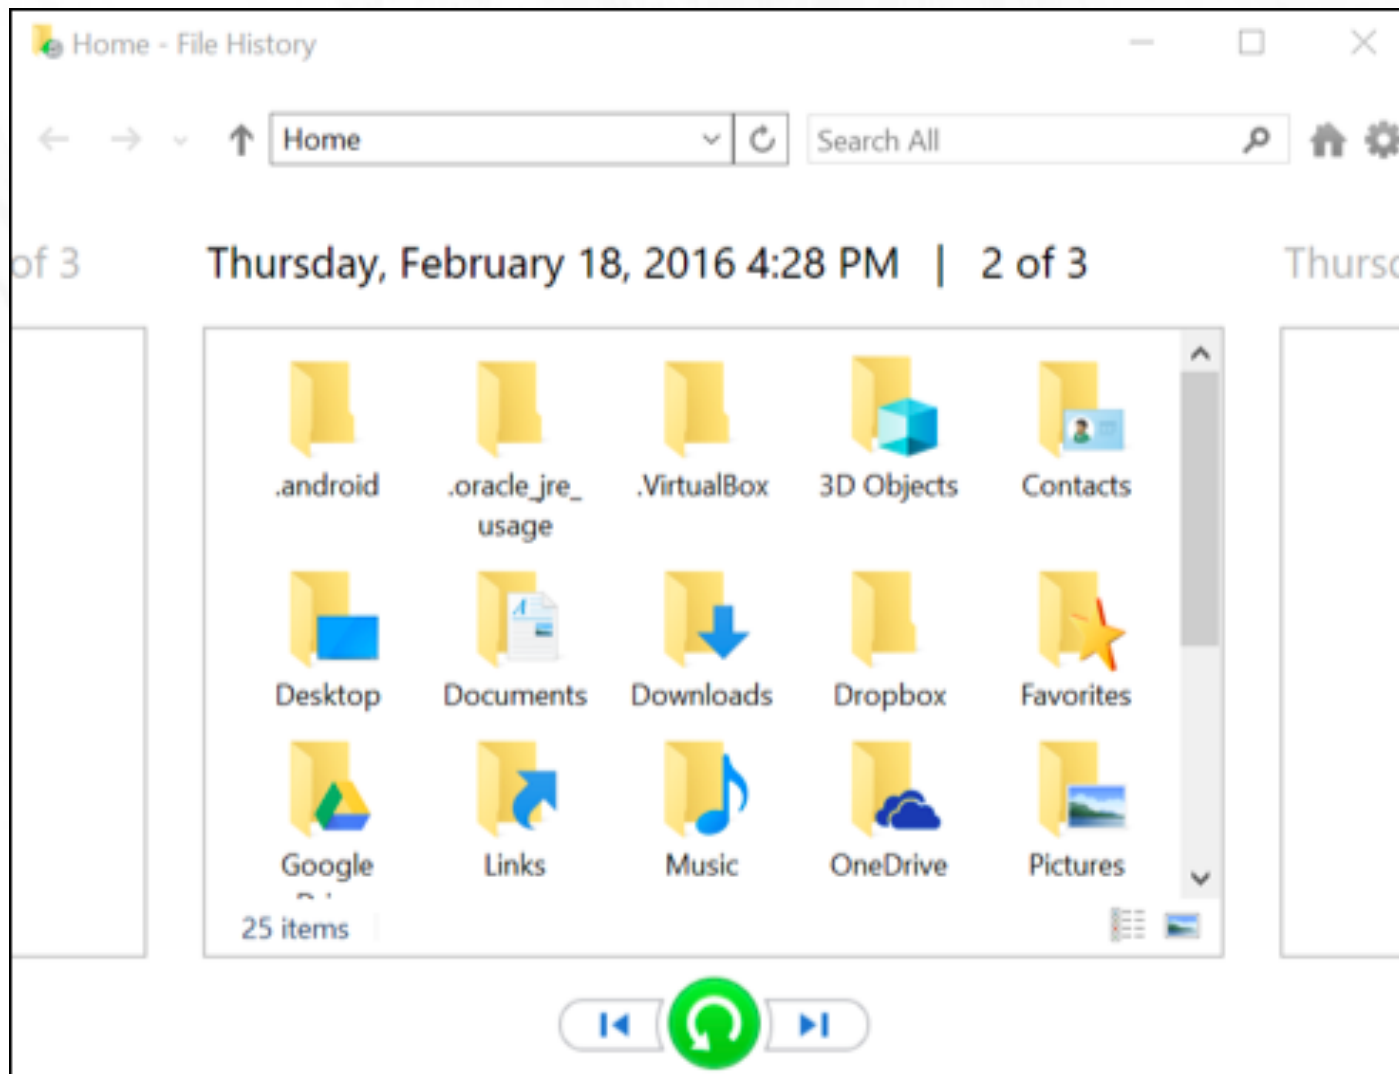 Home - File History
Home
Search All
of 3
Thursday, February 18, 2016 4:28 PM | 2 of 3
.android
.oracle_jre_
usage
.VirtualBox
3D Objects
Contacts
Desktop
Documents
Downloads
Dropbox
Favorites
Google
Links
Music
OneDrive
Pictures
25 items